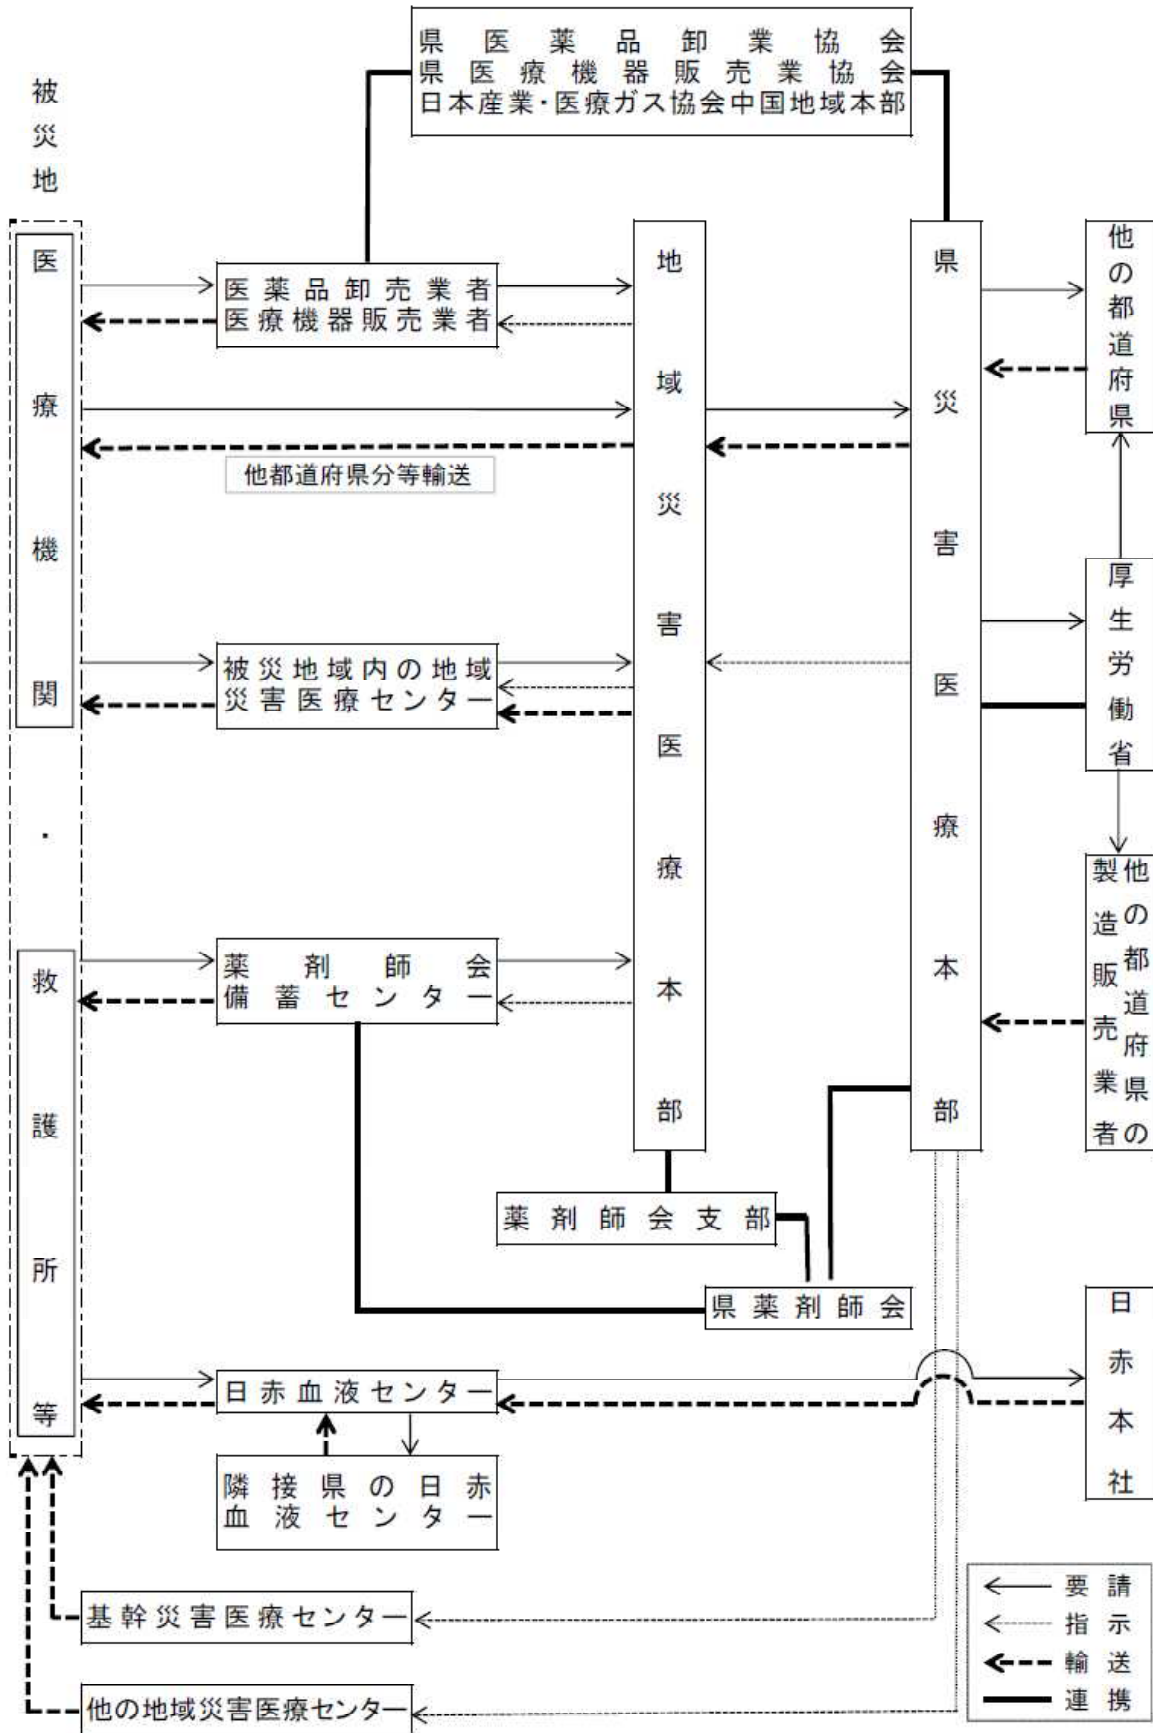 県医薬品卸業協会
県医療機器販売業協会
日本産業・医療ガス協会中国地域本部
被災地
医療機関
・
救護所等
医薬品卸売業者
医療機器販売業者
地域災害医療本部
県災害医療本部
他の都道府県
他都道府県分等輸送
厚生労働省
被災地域内の地域
災害医療センター
他の都道府県の
製造販売業者
薬剤師会
備蓄センター
薬剤師会支部
県薬剤師会
日赤本社
日赤血液センター
隣接県の日赤
血液センター
基幹災害医療センター
他の地域災害医療センター
要請
指示
輸送
連携